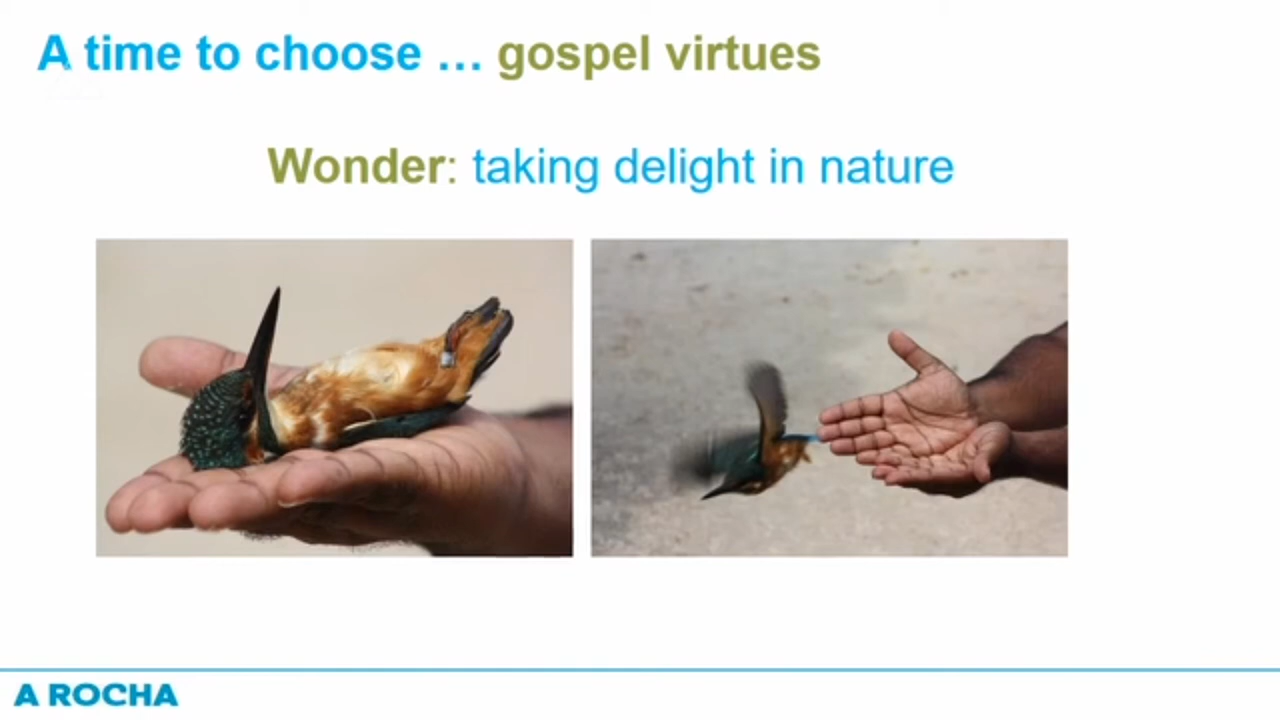 A time to choose … gospel virtues
Wonder: taking delight in nature
A ROCHA